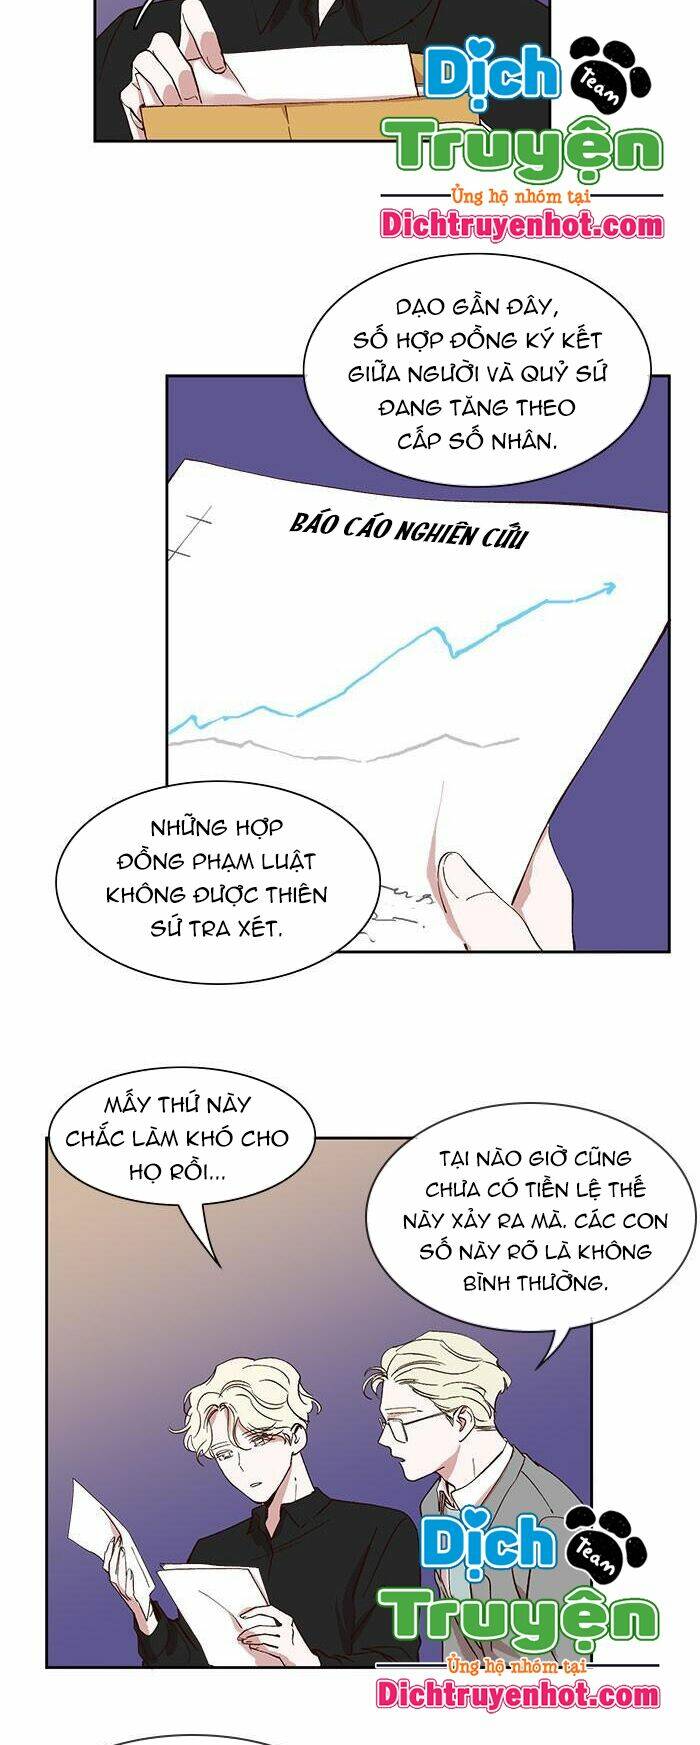 Dịch
Team
Truyện
Ủng hộ nhóm tại
Dichtruyenhot.com
DẠO GẦN ĐÂY,
SỐ HỢP ĐỒNG KÝ KẾT
GIỮA NGƯỜI VÀ QUỶ SỨ
ĐANG TĂNG THEO
CẤP SỐ NHÂN.
BÁO CÁO NGHIÊN CỨU
NHỮNG HỢP
ĐỒNG PHẠM LUẬT
KHÔNG ĐƯỢC THIÊN
SỨ TRA XÉT.
MẤY THỨ NÀY
CHẮC LÀM KHÓ CHO
HỌ RỒI...
TẠI NÀO GIỜ CŨNG
CHƯA CÓ TIỀN LỆ THẾ
NÀY XẢY RA MÀ. CÁC CON
SỐ NÀY RÕ LÀ KHÔNG
BÌNH THƯỜNG.
Dịch
Team
Truyện
Ủng hộ nhóm tại
Dichtruyenhot.com